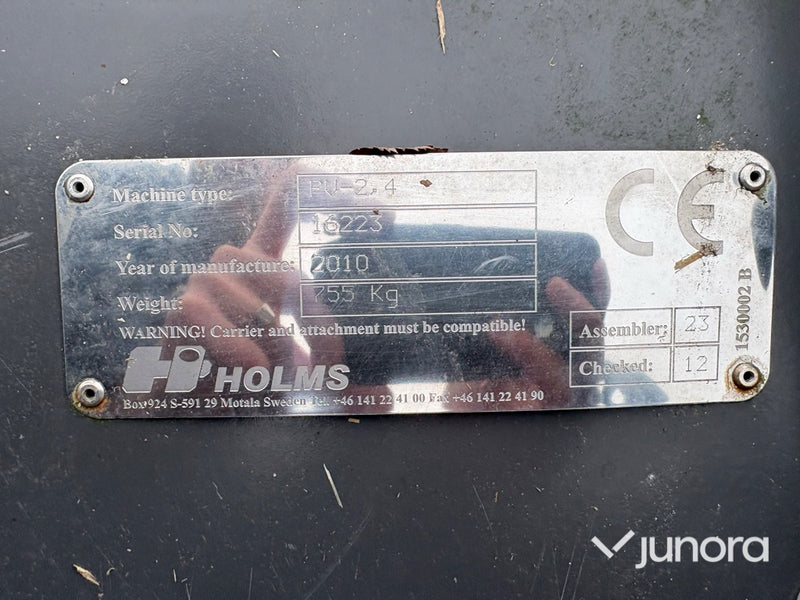 Machine type: PV-2,4
Serial No: 16223
Year of manufacture: 2010
Weight: 755 Kg
WARNING! Carrier and attachment must be compatible!
HOLMS
Box 924 S-591 29 Motala Sweden Tel. +46 141 22 41 00 Fax +46 141 22 41 90
CE
Assembler: 23
Checked: 12
1530002 B
junora